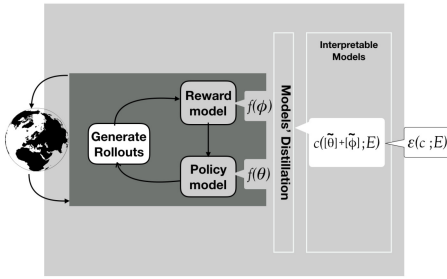 Interpretable
Models
Reward
model
f(ϕ)
Generate
Rollouts
Policy
model
f(θ)
Models' Distillation
c([θ̃]+[ϕ̃];E)
ε(c ;E)